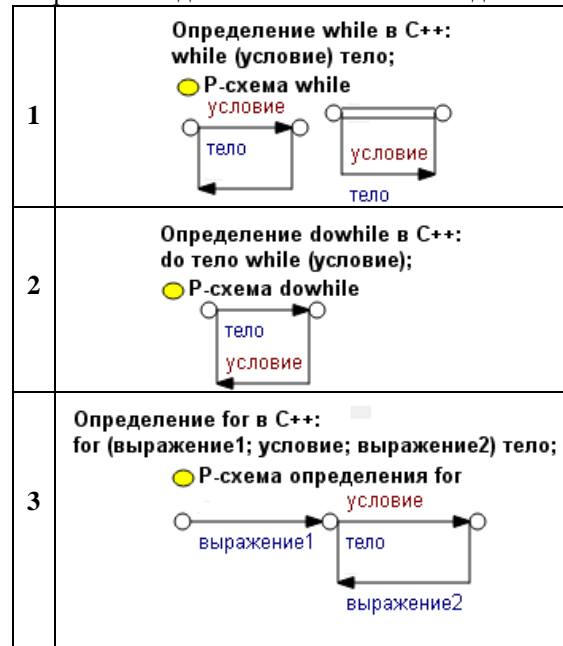 1
Определение while в C++:
while (условие) тело;
Р-схема while
условие
тело
условие
тело
2
Определение dowhile в C++:
do тело while (условие);
Р-схема dowhile
тело
условие
3
Определение for в C++:
for (выражение1; условие; выражение2) тело;
Р-схема определения for
условие
выражение1 тело
выражение2